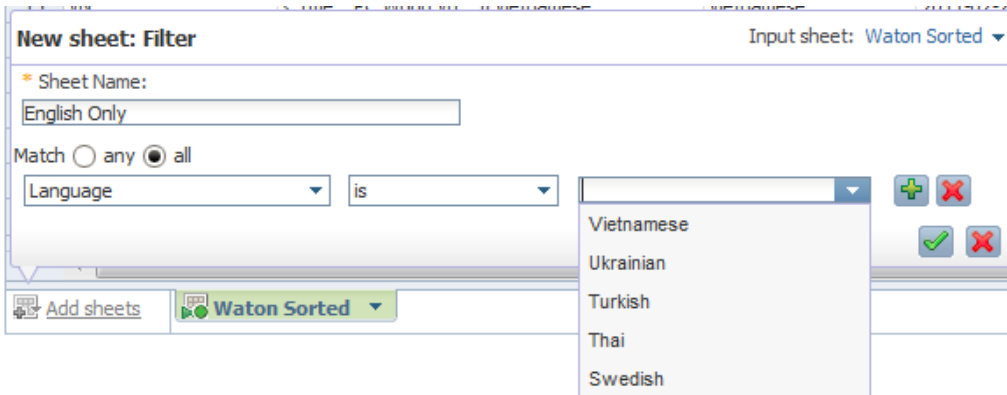 New sheet: Filter Input sheet: Waton Sorted
* Sheet Name:
English Only
Match any all
Language is
Vietnamese
Ukrainian
Turkish
Thai
Swedish
Add sheets Waton Sorted